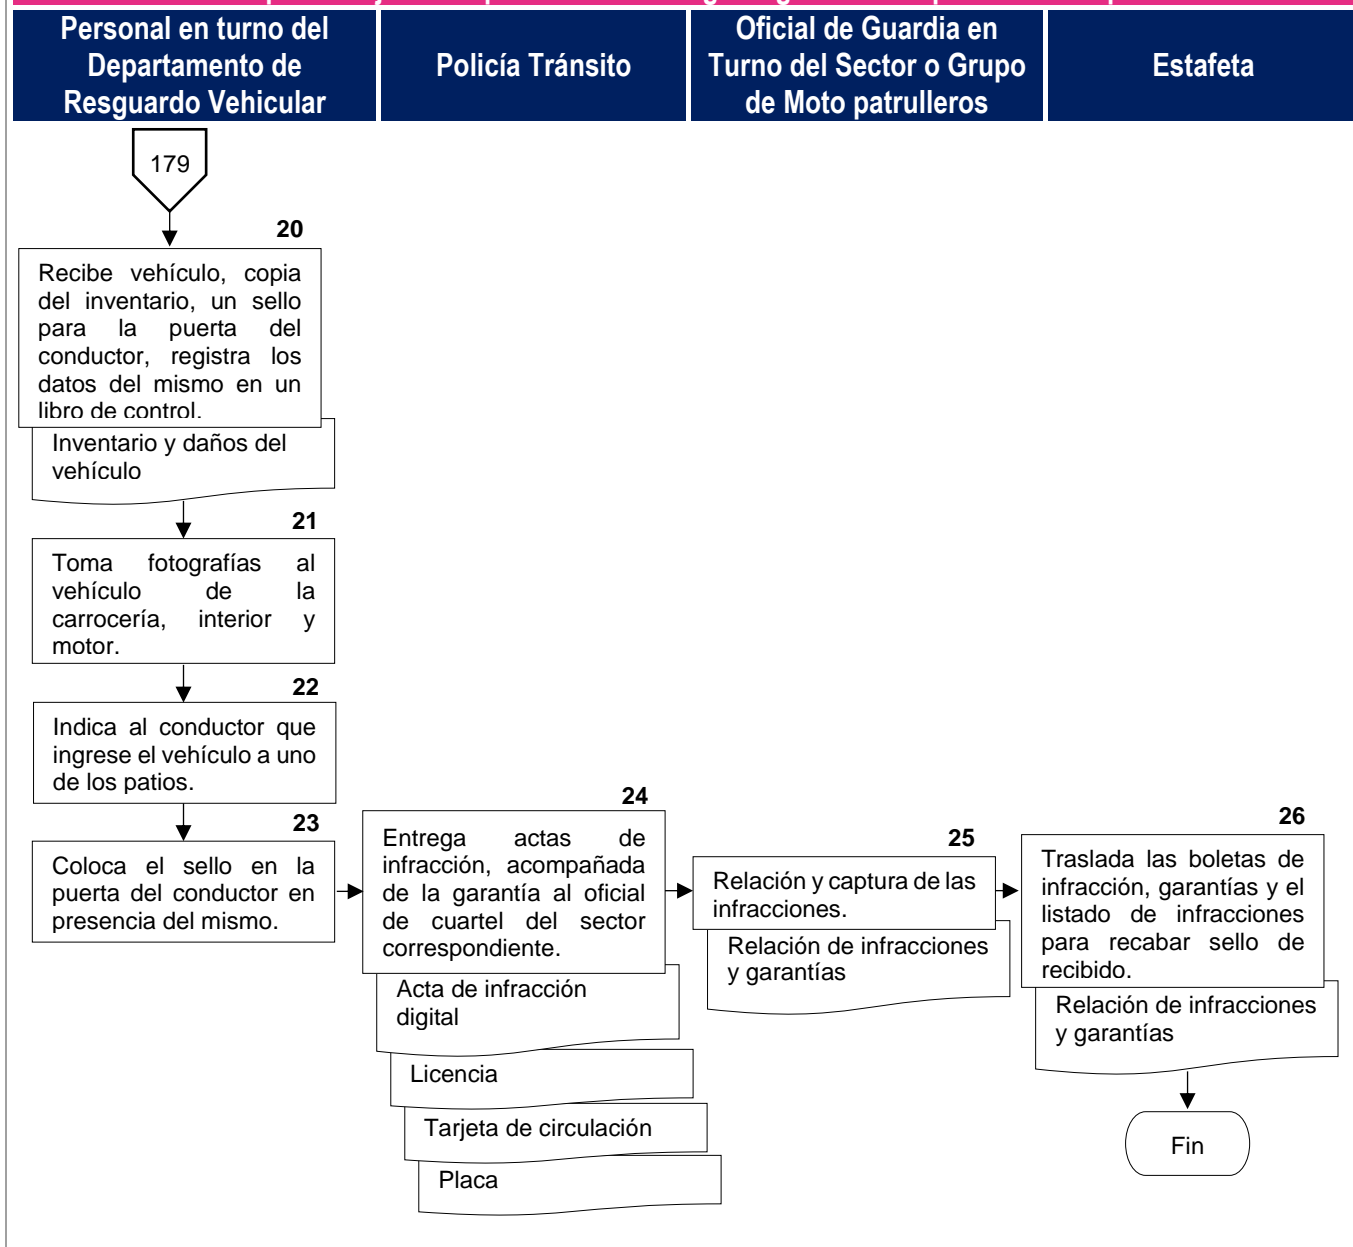 Personal en turno del
Departamento de
Resguardo Vehicular
Policía Tránsito
Oficial de Guardia en
Turno del Sector o Grupo
de Moto patrulleros
Estafeta
179
20
Recibe vehículo, copia
del inventario, un sello
para la puerta del
conductor, registra los
datos del mismo en un
libro de control.
Inventario y daños del
vehículo
21
Toma fotografías al
vehículo de la
carrocería, interior y
motor.
22
Indica al conductor que
ingrese el vehículo a uno
de los patios.
23
Coloca el sello en la
puerta del conductor en
presencia del mismo.
24
Entrega actas de
infracción, acompañada
de la garantía al oficial
de cuartel del sector
correspondiente.
Acta de infracción
digital
Licencia
Tarjeta de circulación
Placa
25
Relación y captura de las
infracciones.
Relación de infracciones
y garantías
26
Traslada las boletas de
infracción, garantías y el
listado de infracciones
para recabar sello de
recibido.
Relación de infracciones
y garantías
Fin